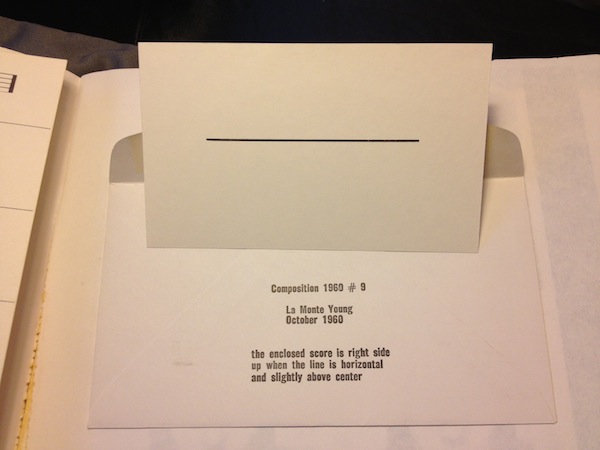 Composition 1960 # 9
La Monte Young
October 1960
the enclosed score is right side
up when the line is horizontal
and slightly above center